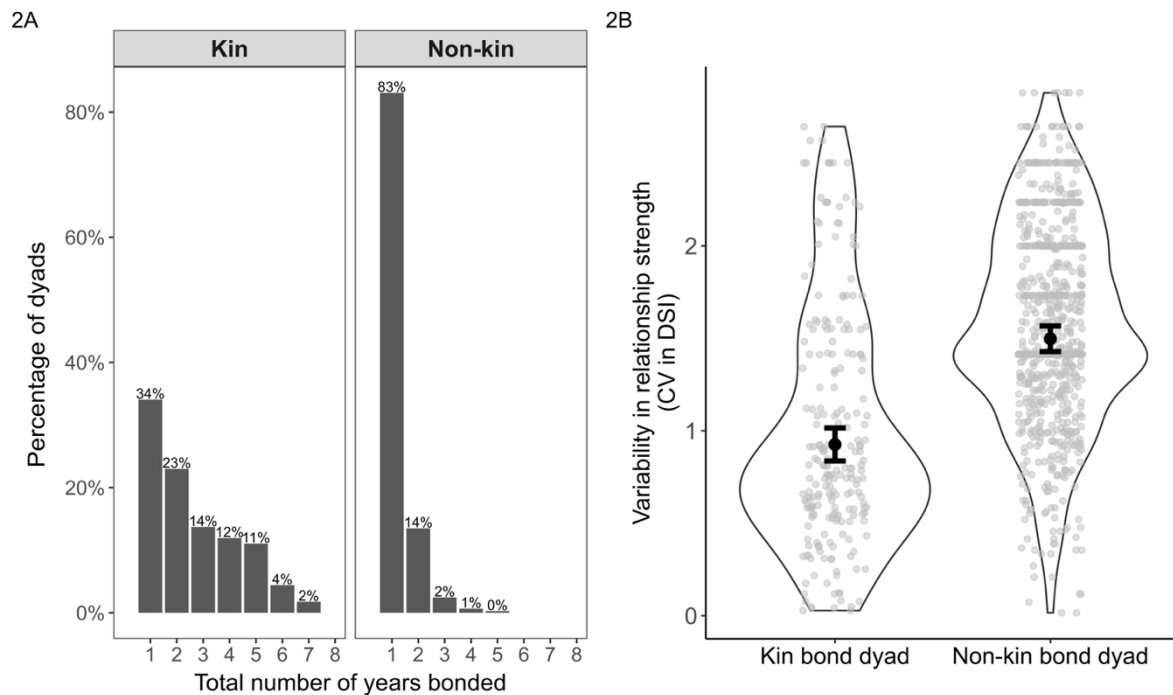 2A
Kin
Non-kin
Percentage of dyads
80%
60%
40%
20%
0%
34%
23%
14%
12%
11%
4%
2%
83%
14%
2%
1%
0%
1 2 3 4 5 6 7 8
1 2 3 4 5 6 7 8
Total number of years bonded
2B
Variability in relationship strength
(CV in DSI)
2
1
0
Kin bond dyad
Non-kin bond dyad